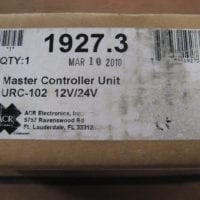 1927.3
QTY:1
MAR 10 2010
Master Controller Unit
URC-102 12V/24V
ACR Electronics, Inc.
5757 Ravenswood Rd
Ft. Lauderdale, FL 33312
ACR